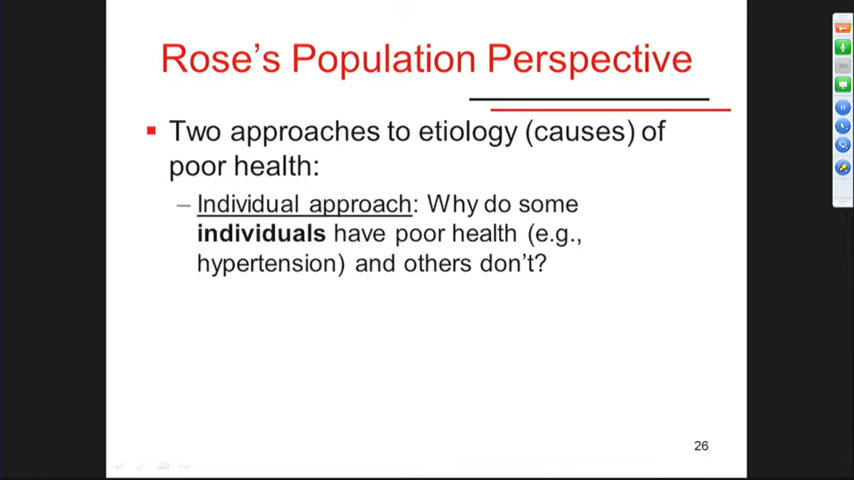 Rose's Population Perspective
▪ Two approaches to etiology (causes) of
poor health:
– Individual approach: Why do some
individuals have poor health (e.g.,
hypertension) and others don't?
26